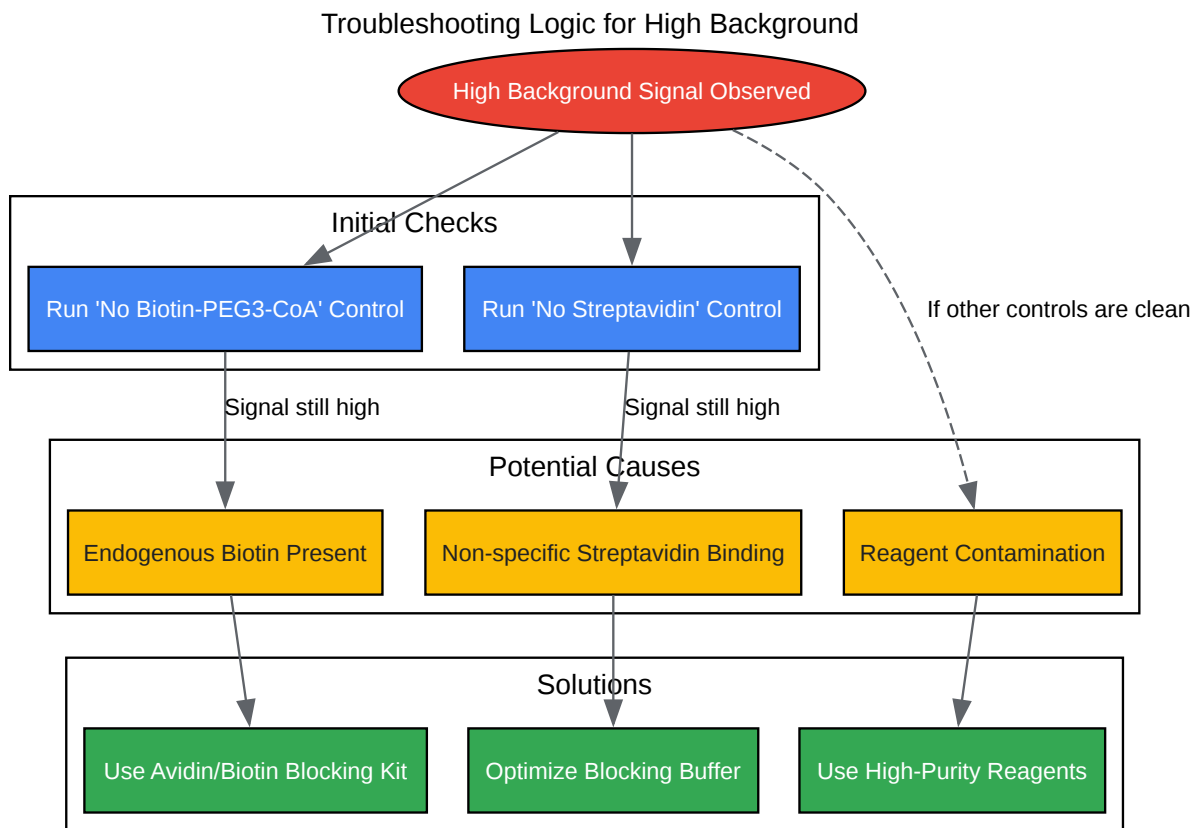 Troubleshooting Logic for High Background
High Background Signal Observed
Initial Checks
Run 'No Biotin-PEG3-CoA' Control
Run 'No Streptavidin' Control
If other controls are clean
Signal still high
Signal still high
Potential Causes
Endogenous Biotin Present
Non-specific Streptavidin Binding
Reagent Contamination
Solutions
Use Avidin/Biotin Blocking Kit
Optimize Blocking Buffer
Use High-Purity Reagents